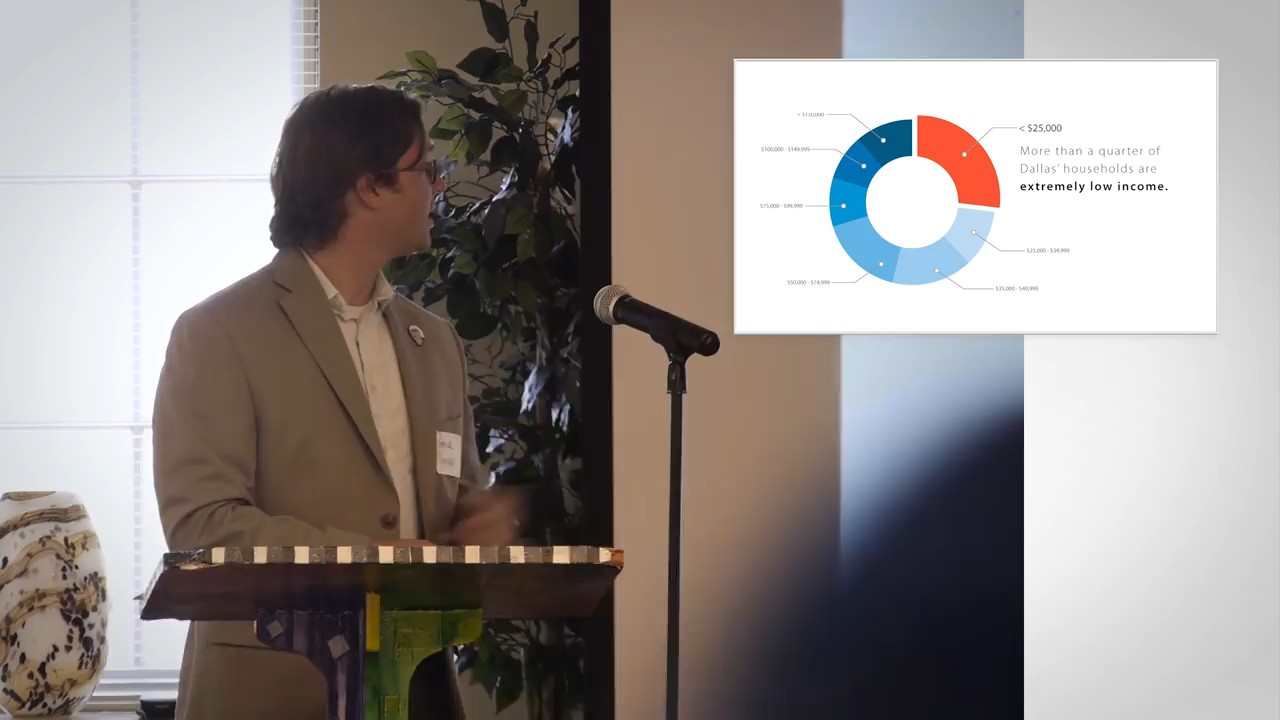 > $150,000
< $25,000
$100,000 - $149,999
More than a quarter of
Dallas' households are
extremely low income.
$75,000 - $99,999
$25,000 - $34,999
$50,000 - $74,999
$35,000 - $49,999